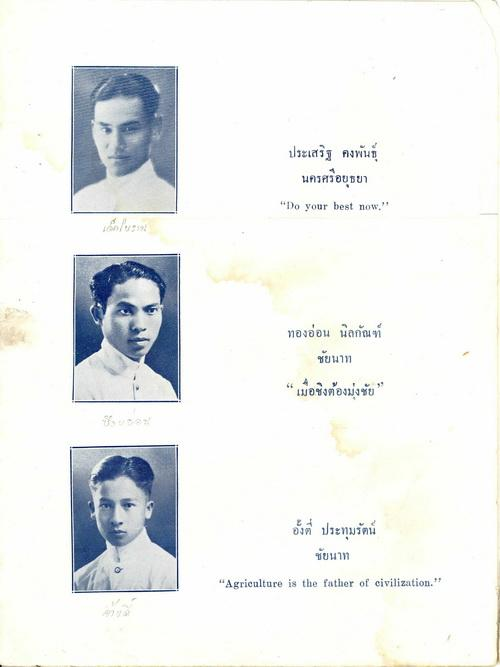 ประเสริฐ คงพันธุ์
นครศรีอยุธยา
"Do your best now."
ทองอ่อน นิลกัณฑ์
ชัยนาท
"เมื่อชิงต้องมุ่งชัย"
อั้งตี๋ ประทุมรัตน์
ชัยนาท
"Agriculture is the father of civilization."